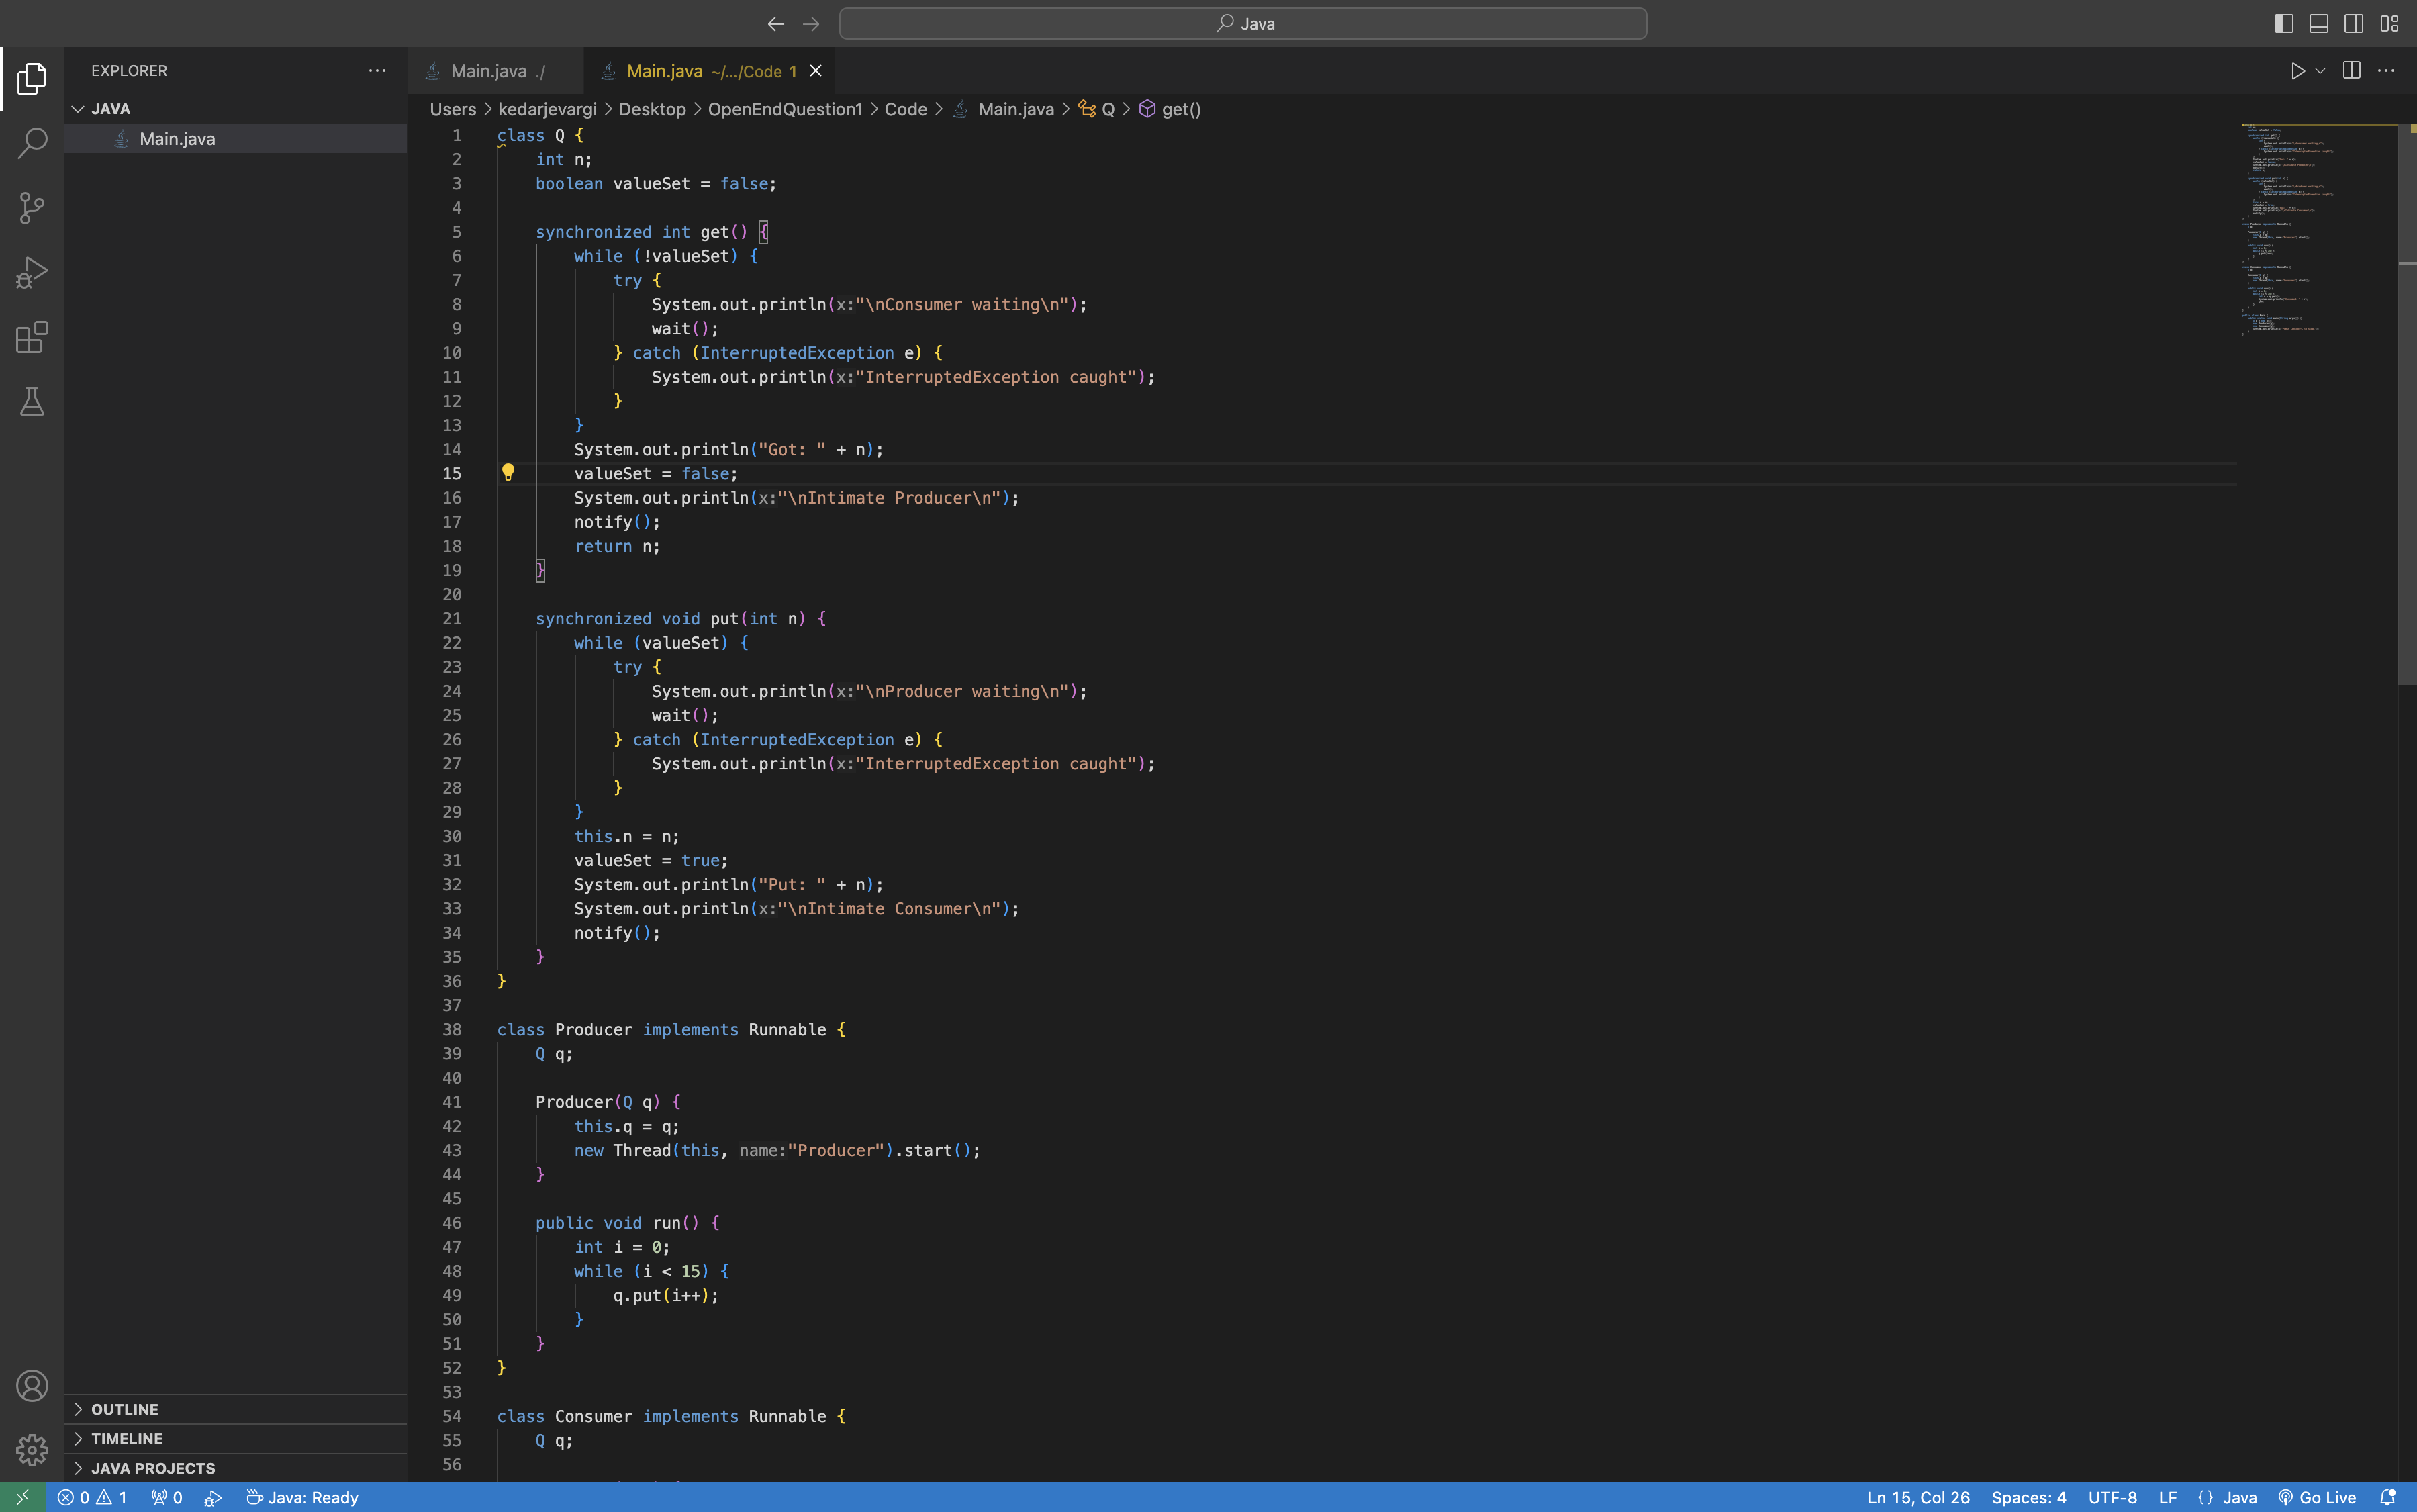 Java
EXPLORER
JAVA
Main.java
OUTLINE
TIMELINE
JAVA PROJECTS
Main.java ./
Main.java ~/.../Code 1
Users > kedarjevargi > Desktop > OpenEndQuestion1 > Code > Main.java > Q > get()
1 class Q {
2 int n;
3 boolean valueSet = false;
4
5 synchronized int get() {
6 while (!valueSet) {
7 try {
8 System.out.println(x:"\nConsumer waiting\n");
9 wait();
10 } catch (InterruptedException e) {
11 System.out.println(x:"InterruptedException caught");
12 }
13 }
14 System.out.println("Got: " + n);
15 valueSet = false;
16 System.out.println(x:"\nIntimate Producer\n");
17 notify();
18 return n;
19 }
20
21 synchronized void put(int n) {
22 while (valueSet) {
23 try {
24 System.out.println(x:"\nProducer waiting\n");
25 wait();
26 } catch (InterruptedException e) {
27 System.out.println(x:"InterruptedException caught");
28 }
29 }
30 this.n = n;
31 valueSet = true;
32 System.out.println("Put: " + n);
33 System.out.println(x:"\nIntimate Consumer\n");
34 notify();
35 }
36 }
37
38 class Producer implements Runnable {
39 Q q;
40
41 Producer(Q q) {
42 this.q = q;
43 new Thread(this, name:"Producer").start();
44 }
45
46 public void run() {
47 int i = 0;
48 while (i < 15) {
49 q.put(i++);
50 }
51 }
52 }
53
54 class Consumer implements Runnable {
55 Q q;
56
0 1 0 Java: Ready
Ln 15, Col 26 Spaces: 4 UTF-8 LF {} Java Go Live